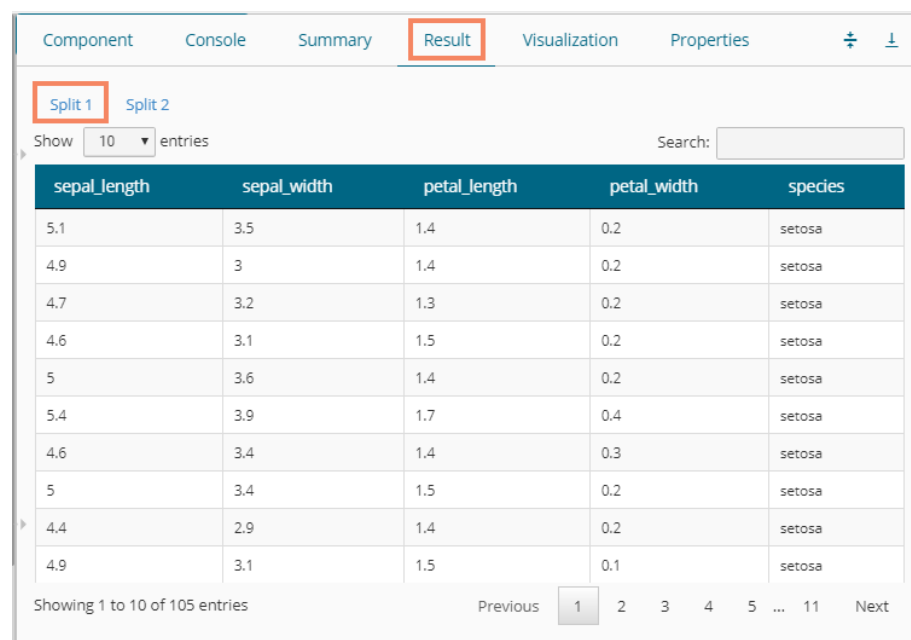 Component Console Summary Result Visualization Properties
Split 1 Split 2
Show 10 entries Search:
sepal_length sepal_width petal_length petal_width species
5.1 3.5 1.4 0.2 setosa
4.9 3 1.4 0.2 setosa
4.7 3.2 1.3 0.2 setosa
4.6 3.1 1.5 0.2 setosa
5 3.6 1.4 0.2 setosa
5.4 3.9 1.7 0.4 setosa
4.6 3.4 1.4 0.3 setosa
5 3.4 1.5 0.2 setosa
4.4 2.9 1.4 0.2 setosa
4.9 3.1 1.5 0.1 setosa
Showing 1 to 10 of 105 entries Previous 1 2 3 4 5 ... 11 Next